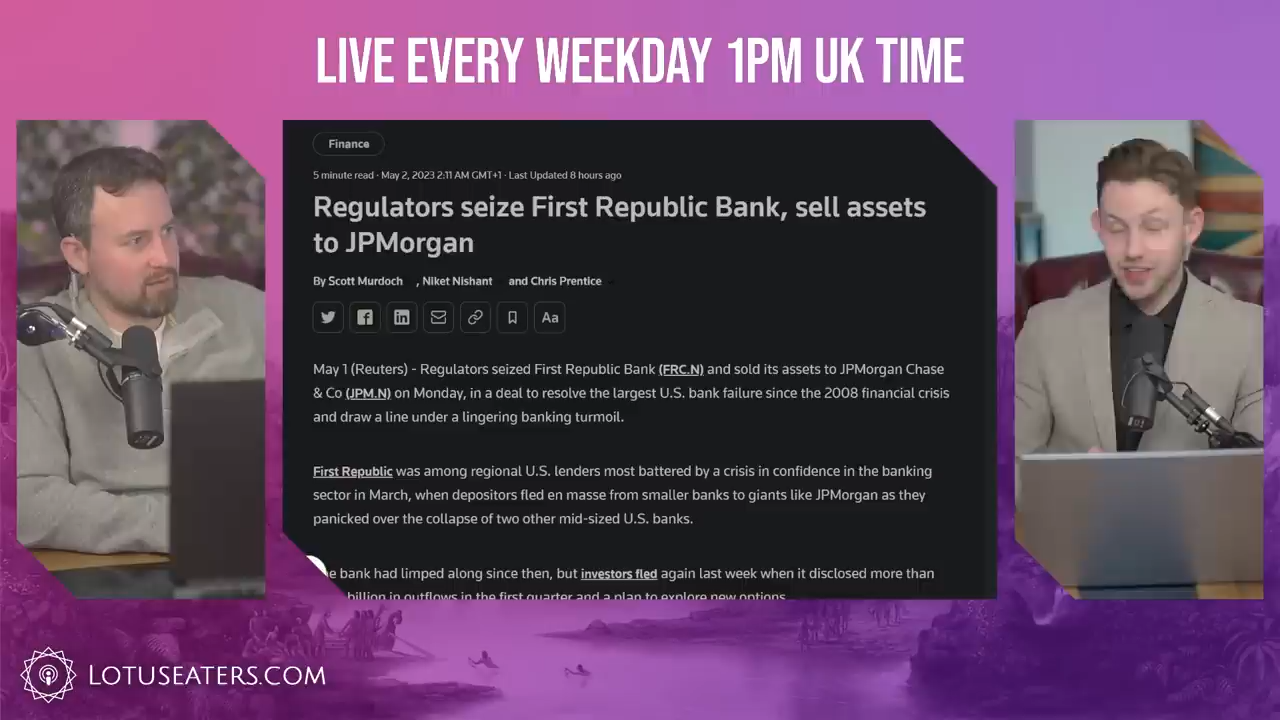 LIVE EVERY WEEKDAY 1PM UK TIME
Finance
5 minute read · May 2, 2023 2:11 AM GMT+1 · Last Updated 8 hours ago
Regulators seize First Republic Bank, sell assets
to JPMorgan
By Scott Murdoch , Niket Nishant and Chris Prentice
Aa
May 1 (Reuters) - Regulators seized First Republic Bank (FRC.N) and sold its assets to JPMorgan Chase
& Co (JPM.N) on Monday, in a deal to resolve the largest U.S. bank failure since the 2008 financial crisis
and draw a line under a lingering banking turmoil.
First Republic was among regional U.S. lenders most battered by a crisis in confidence in the banking
sector in March, when depositors fled en masse from smaller banks to giants like JPMorgan as they
panicked over the collapse of two other mid-sized U.S. banks.
e bank had limped along since then, but investors fled again last week when it disclosed more than
billion in outflows in the first quarter and a plan to explore new options.
LOTUSEATERS.COM